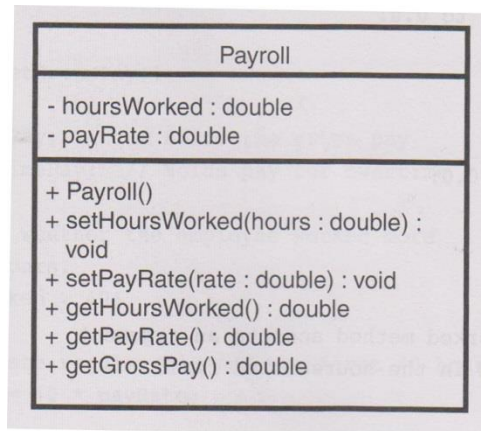 Payroll
- hoursWorked : double
- payRate : double
+ Payroll()
+ setHoursWorked(hours : double) :
void
+ setPayRate(rate : double) : void
+ getHoursWorked() : double
+ getPayRate() : double
+ getGrossPay() : double